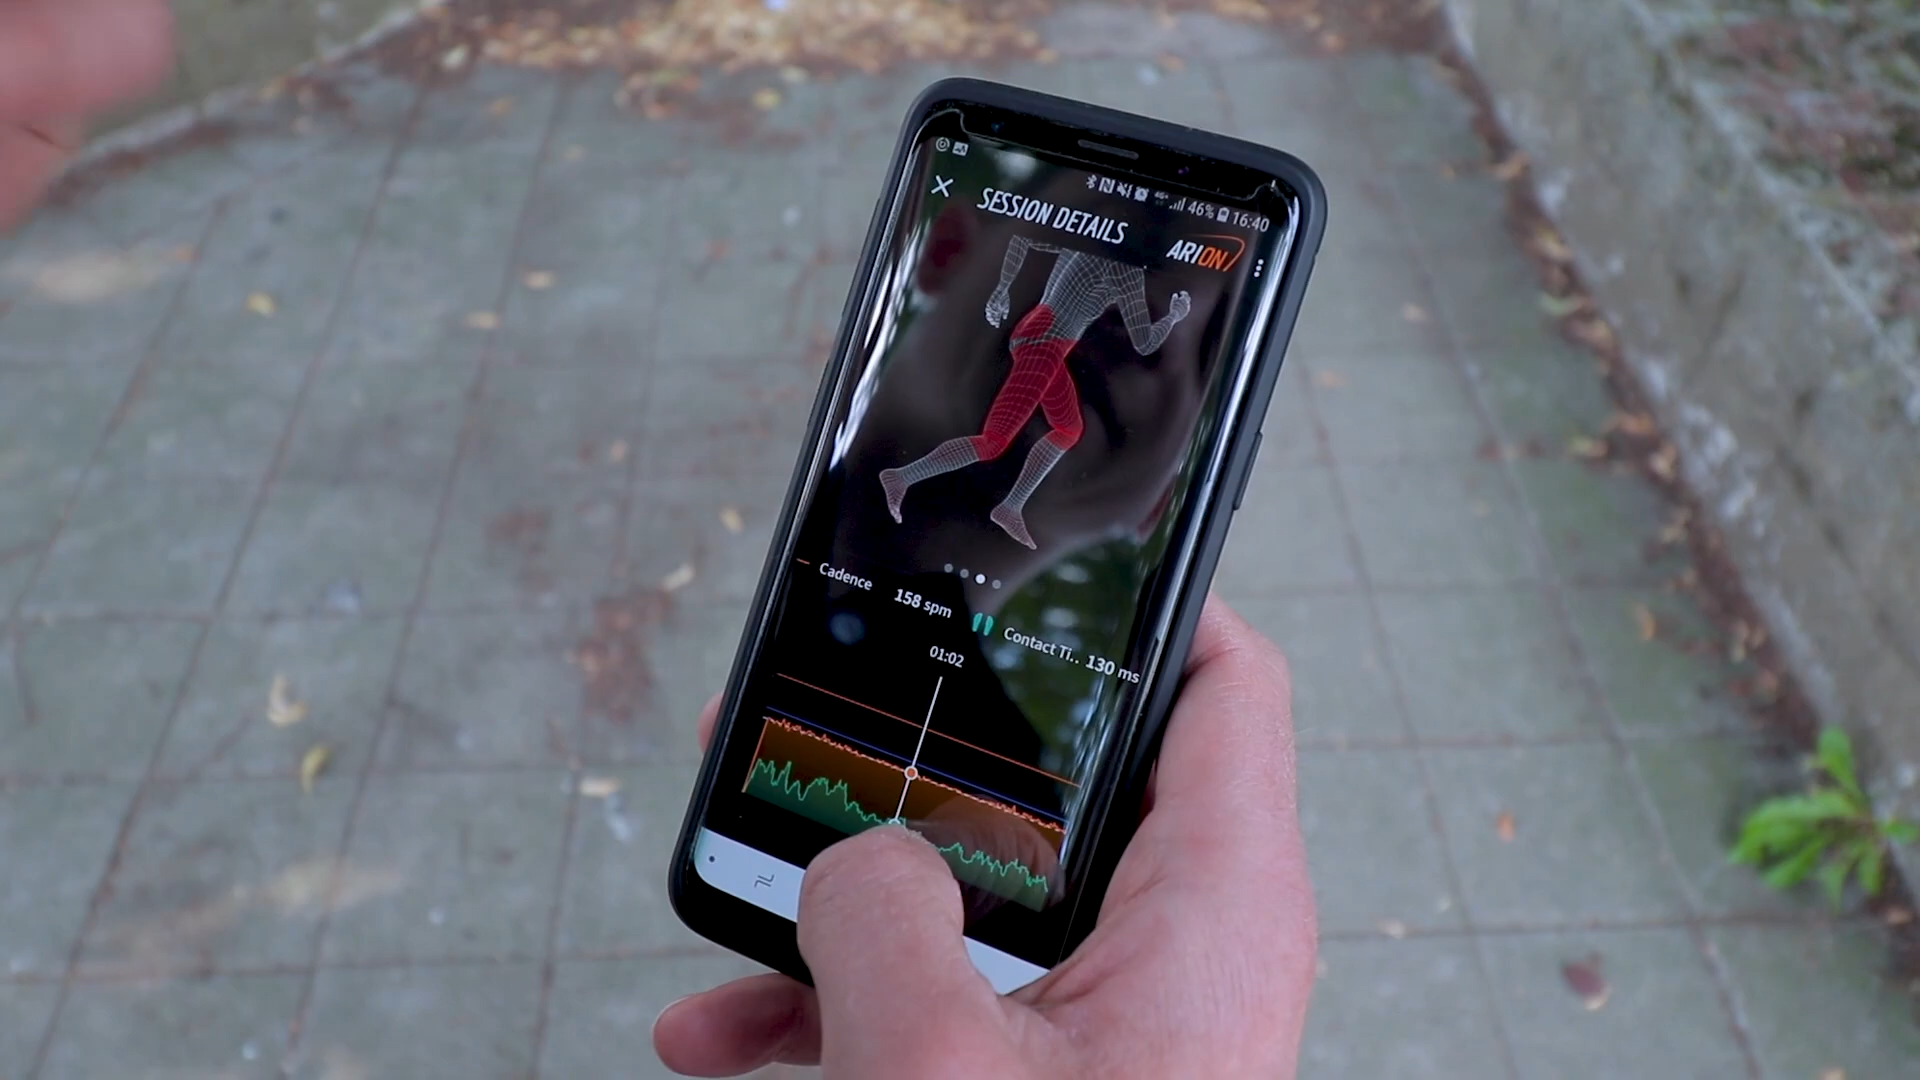 46% 16:40
SESSION DETAILS
ARION
Cadence 158 spm
Contact Ti.. 130 ms
01:02